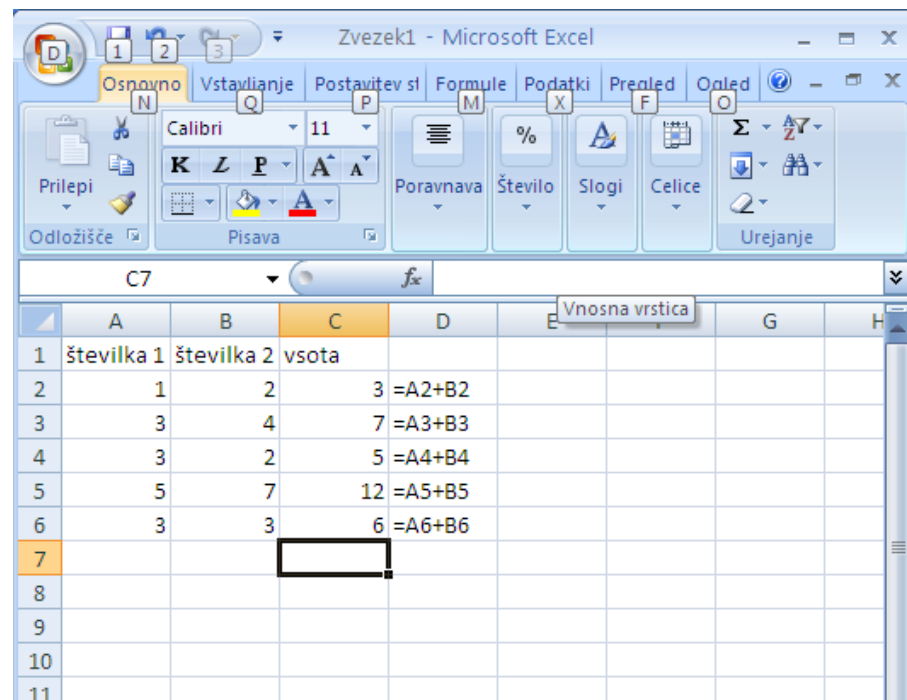 Zvezek1 - Microsoft Excel
D 1 2 3
Osnovno Vstavljanje Postavitev st Formule Podatki Pregled Ogled
N Q P M X F O
Calibri 11 % Σ A Z
K L P A A
Prilepi Poravnava Število Slogi Celice
A
Odložišče Pisava Urejanje
C7 fx
Vnosna vrstica
A B C D E F G H
1 številka 1 številka 2 vsota
2 1 2 3 =A2+B2
3 3 4 7 =A3+B3
4 3 2 5 =A4+B4
5 5 7 12 =A5+B5
6 3 3 6 =A6+B6
7
8
9
10
11